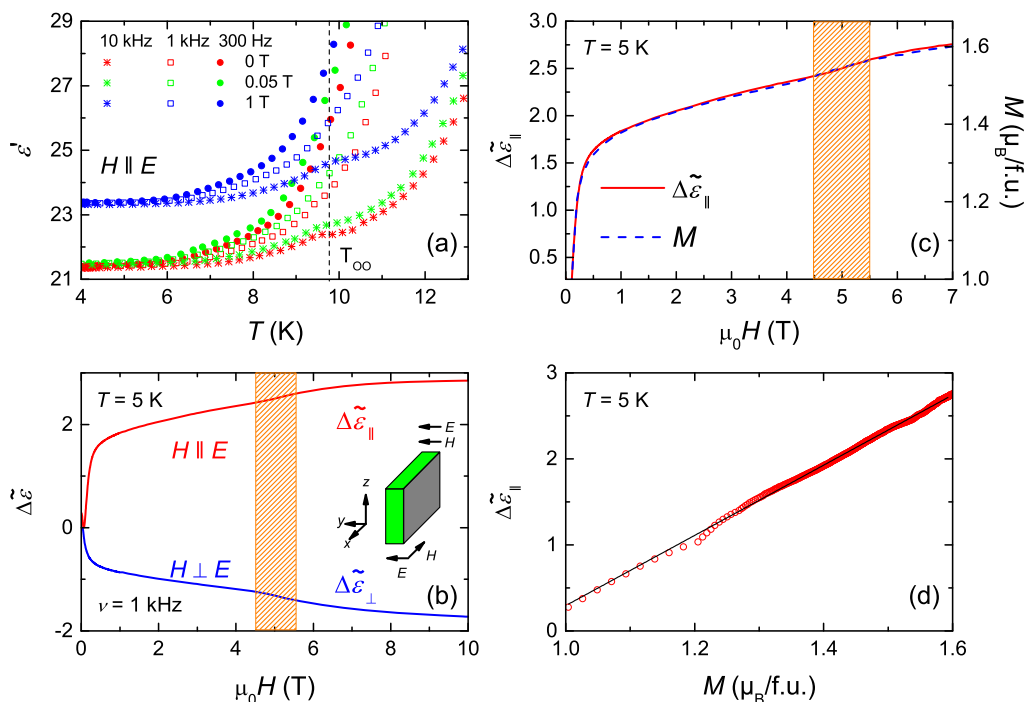 29
27
25
23
21
ε'
10 kHz 1 kHz 300 Hz
0 T
0.05 T
1 T
H ∥ E
(a)
T_OO
4 6 8 10 12
T (K)
T = 5 K
3.0
2.5
2.0
1.5
1.0
0.5
Δε̃_∥
Δε̃_∥
M
(c)
1.6
1.4
1.2
1.0
M (μ_B/f.u.)
0 1 2 3 4 5 6 7
μ₀H (T)
T = 5 K
2
0
-2
Δε̃
H ∥ E
Δε̃_∥
E
H
z
y
x
H
E
H ⊥ E
Δε̃_⊥
ν = 1 kHz
(b)
0 2 4 6 8 10
μ₀H (T)
T = 5 K
3
2
1
0
Δε̃_∥
(d)
1.0 1.2 1.4 1.6
M (μ_B/f.u.)